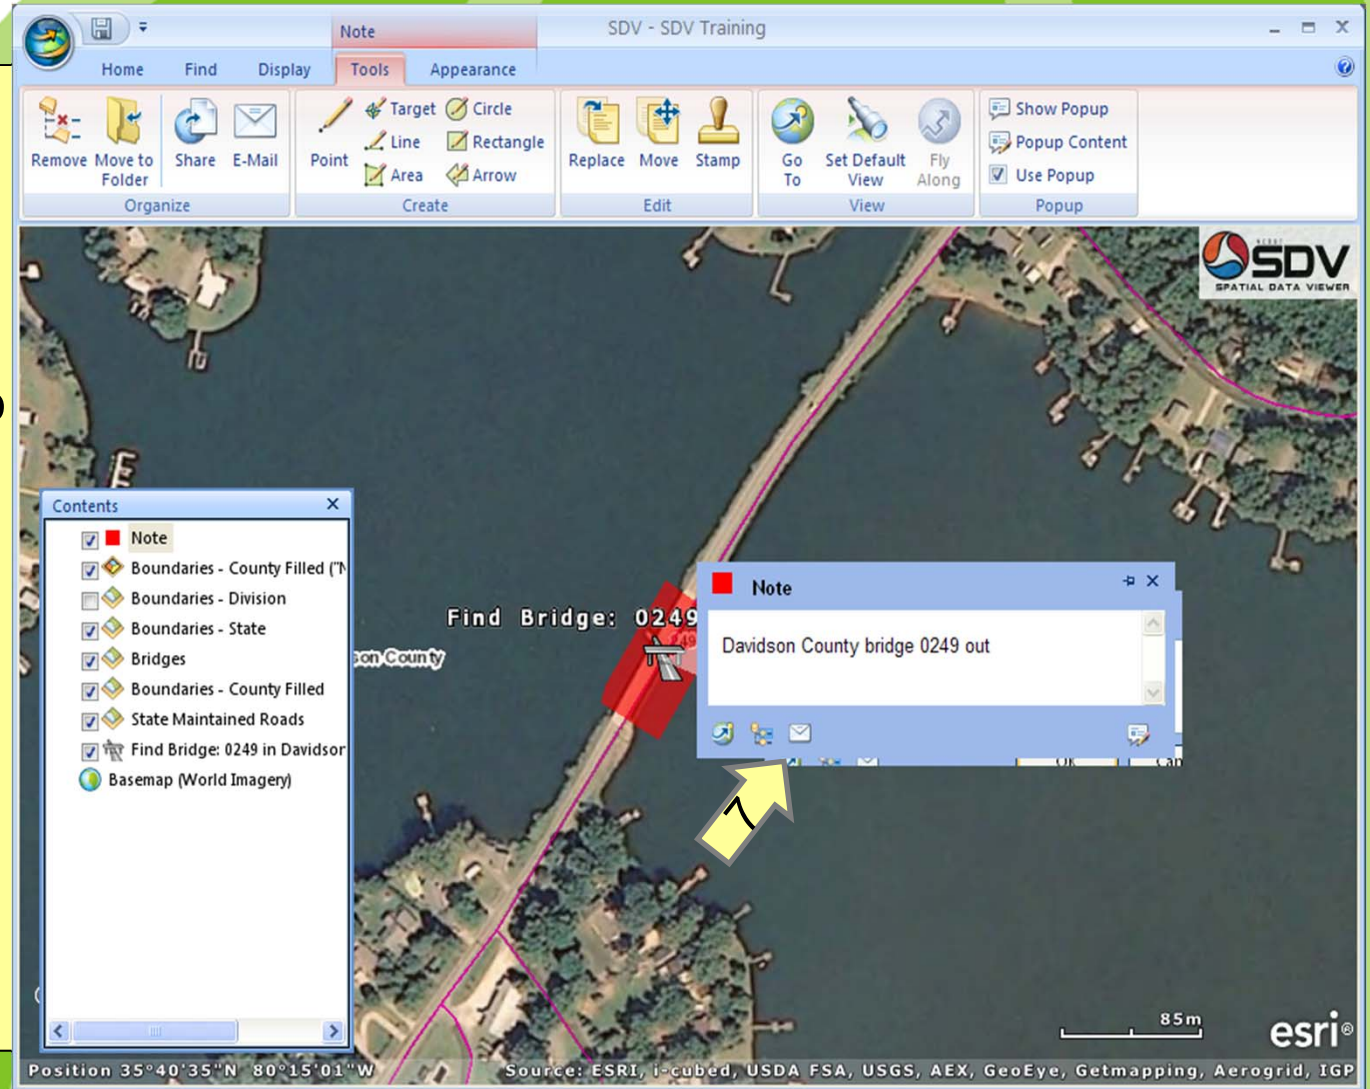 Note
SDV - SDV Training
Home Find Display Tools Appearance
Remove Move to Folder Share E-Mail
Organize
Point Target Circle
Line Rectangle
Area Arrow
Create
Replace Move Stamp
Edit
Go To Set Default View Fly Along
View
Show Popup
Popup Content
Use Popup
Popup
SDV
SPATIAL DATA VIEWER
Contents
Note
Boundaries - County Filled ("N
Boundaries - Division
Boundaries - State
Bridges
Boundaries - County Filled
State Maintained Roads
Find Bridge: 0249 in Davidson
Basemap (World Imagery)
son County
Find Bridge: 0249
Note
Davidson County bridge 0249 out
7
85m
esri®
Position 35°40'35"N 80°15'01"W
Source: ESRI, i-cubed, USDA FSA, USGS, AEX, GeoEye, Getmapping, Aerogrid, IGP